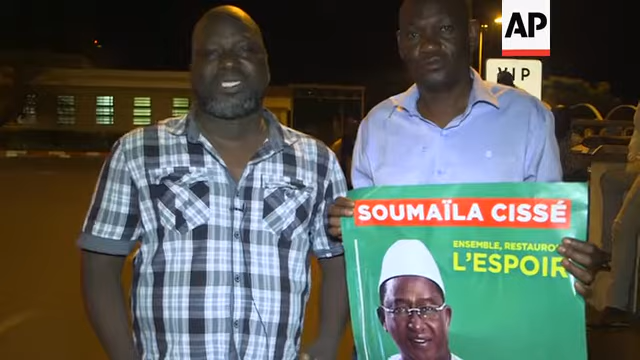 AP
VIP
SOUMAÏLA CISSÉ
ENSEMBLE, RESTAURO
L'ESPOIR